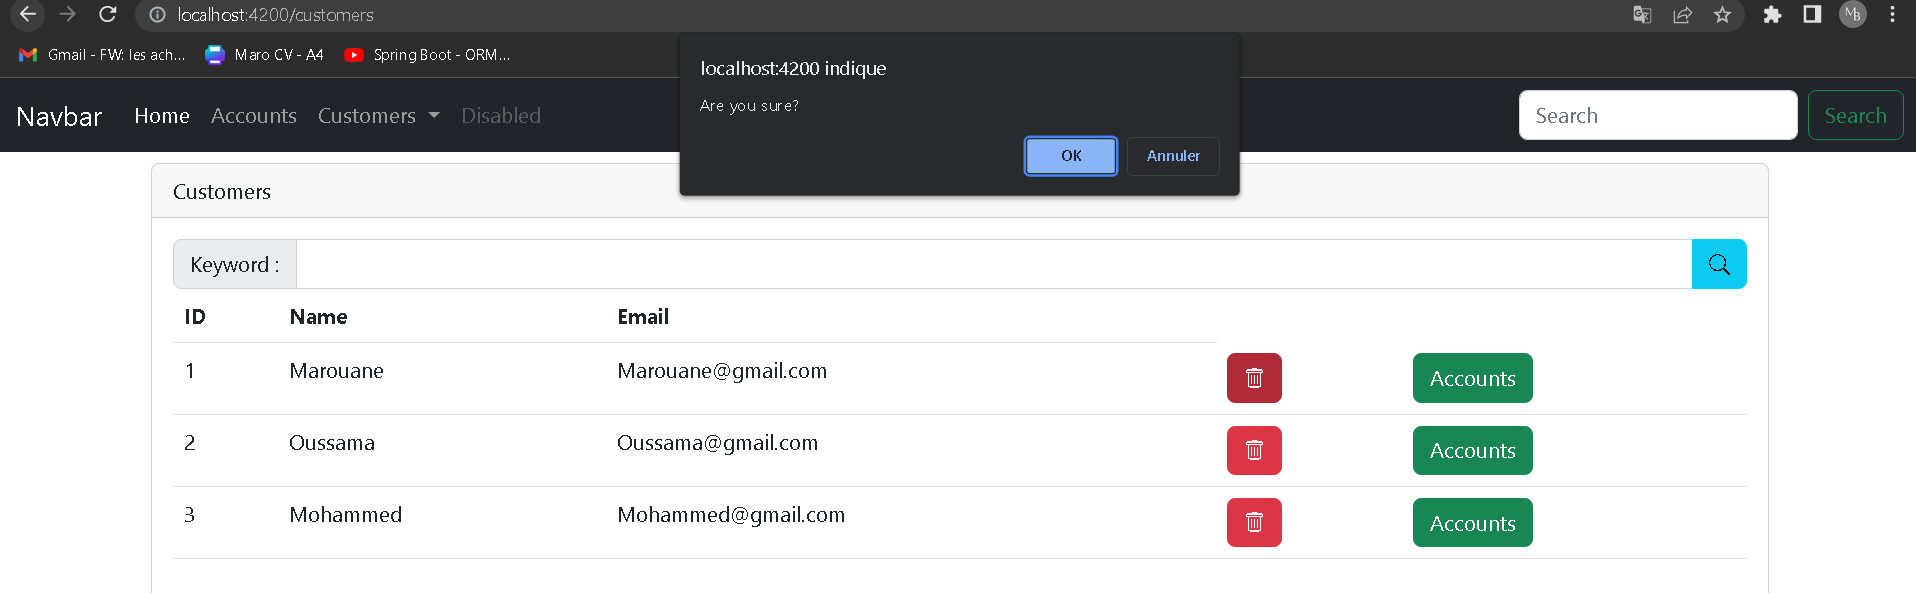 localhost:4200/customers
Gmail - FW: les ach... Maro CV - A4 Spring Boot - ORM...
localhost:4200 indique
Are you sure?
OK Annuler
Navbar Home Accounts Customers Disabled Search Search
Customers
Keyword :
ID Name Email
1 Marouane Marouane@gmail.com Accounts
2 Oussama Oussama@gmail.com Accounts
3 Mohammed Mohammed@gmail.com Accounts